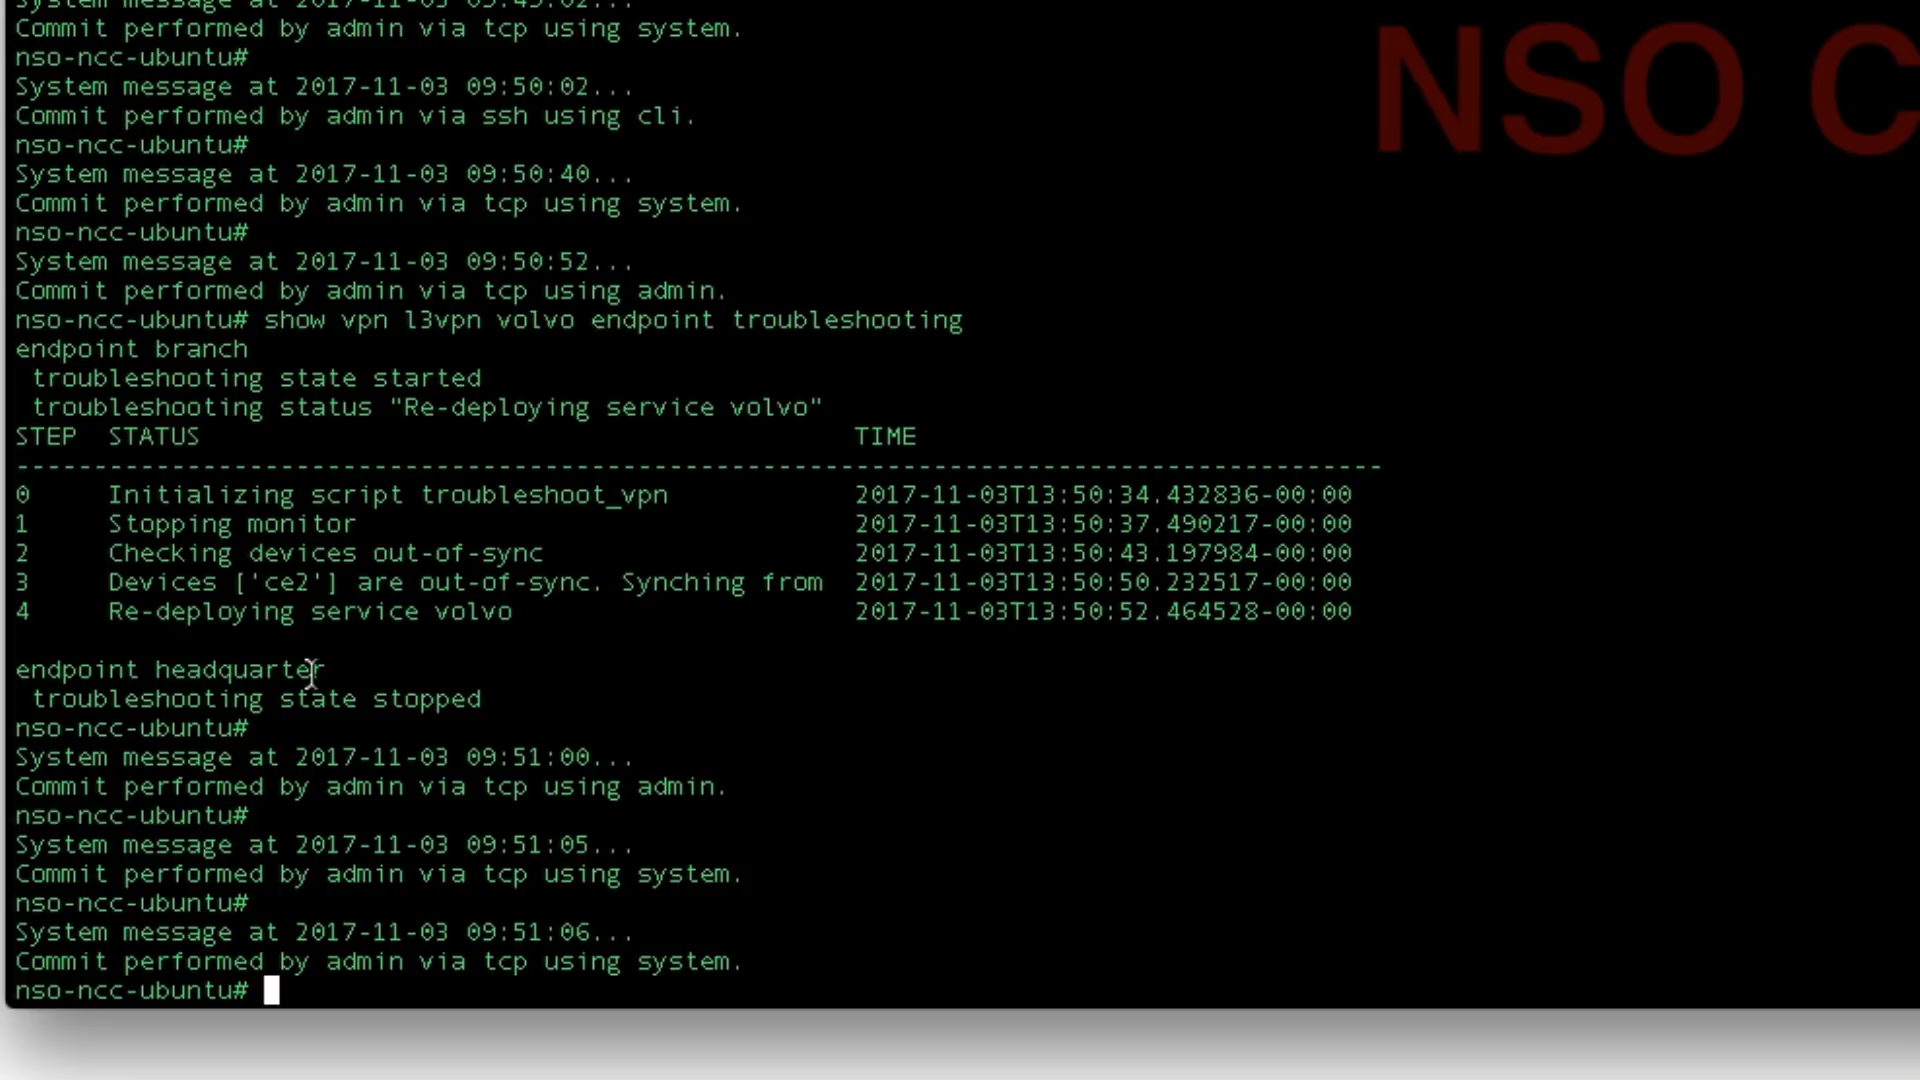 System message at 2017-11-03 09:49:02...
Commit performed by admin via tcp using system.
nso-ncc-ubuntu#
System message at 2017-11-03 09:50:02...
Commit performed by admin via ssh using cli.
nso-ncc-ubuntu#
System message at 2017-11-03 09:50:40...
Commit performed by admin via tcp using system.
nso-ncc-ubuntu#
System message at 2017-11-03 09:50:52...
Commit performed by admin via tcp using admin.
nso-ncc-ubuntu# show vpn l3vpn volvo endpoint troubleshooting
endpoint branch
troubleshooting state started
troubleshooting status "Re-deploying service volvo"
STEP STATUS TIME
--------------------------------------------------------------------------------
0 Initializing script troubleshoot_vpn 2017-11-03T13:50:34.432836-00:00
1 Stopping monitor 2017-11-03T13:50:37.490217-00:00
2 Checking devices out-of-sync 2017-11-03T13:50:43.197984-00:00
3 Devices ['ce2'] are out-of-sync. Synching from 2017-11-03T13:50:50.232517-00:00
4 Re-deploying service volvo 2017-11-03T13:50:52.464528-00:00
endpoint headquarter
troubleshooting state stopped
nso-ncc-ubuntu#
System message at 2017-11-03 09:51:00...
Commit performed by admin via tcp using admin.
nso-ncc-ubuntu#
System message at 2017-11-03 09:51:05...
Commit performed by admin via tcp using system.
nso-ncc-ubuntu#
System message at 2017-11-03 09:51:06...
Commit performed by admin via tcp using system.
nso-ncc-ubuntu#
NSO C